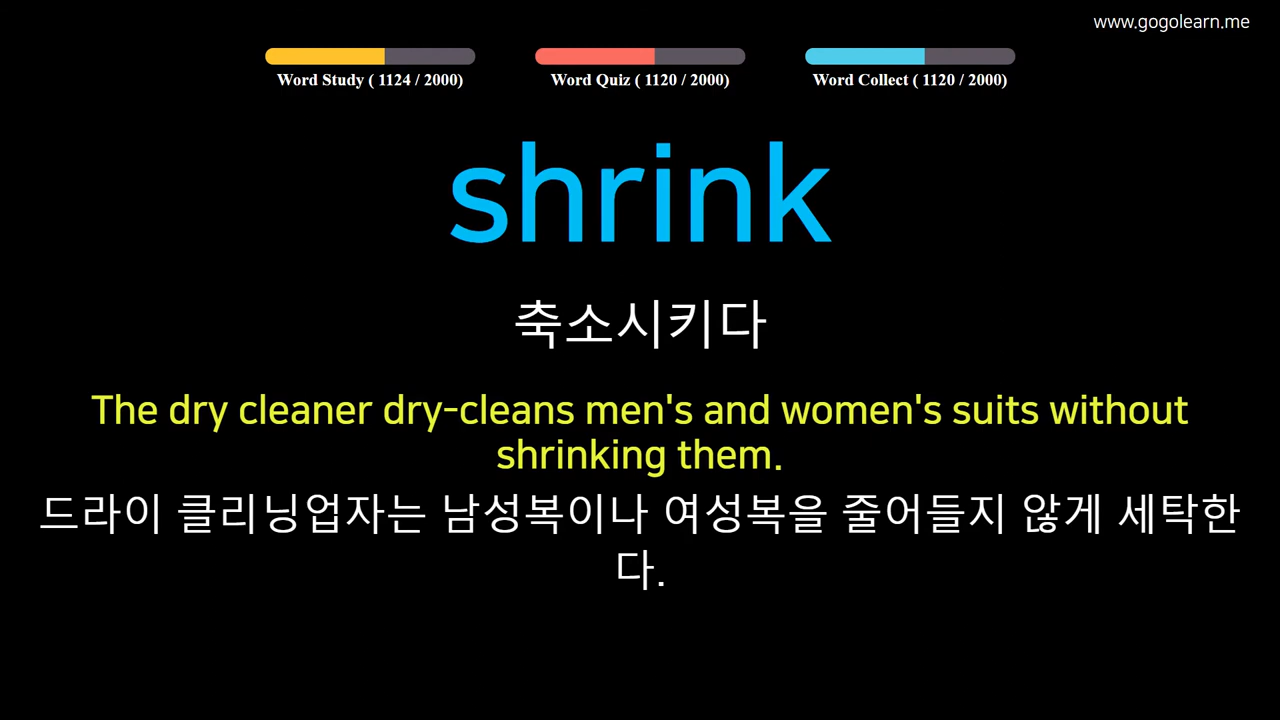 www.gogolearn.me
Word Study ( 1124 / 2000)
Word Quiz ( 1120 / 2000)
Word Collect ( 1120 / 2000)
shrink
축소시키다
The dry cleaner dry-cleans men's and women's suits without
shrinking them.
드라이 클리닝업자는 남성복이나 여성복을 줄어들지 않게 세탁한
다.